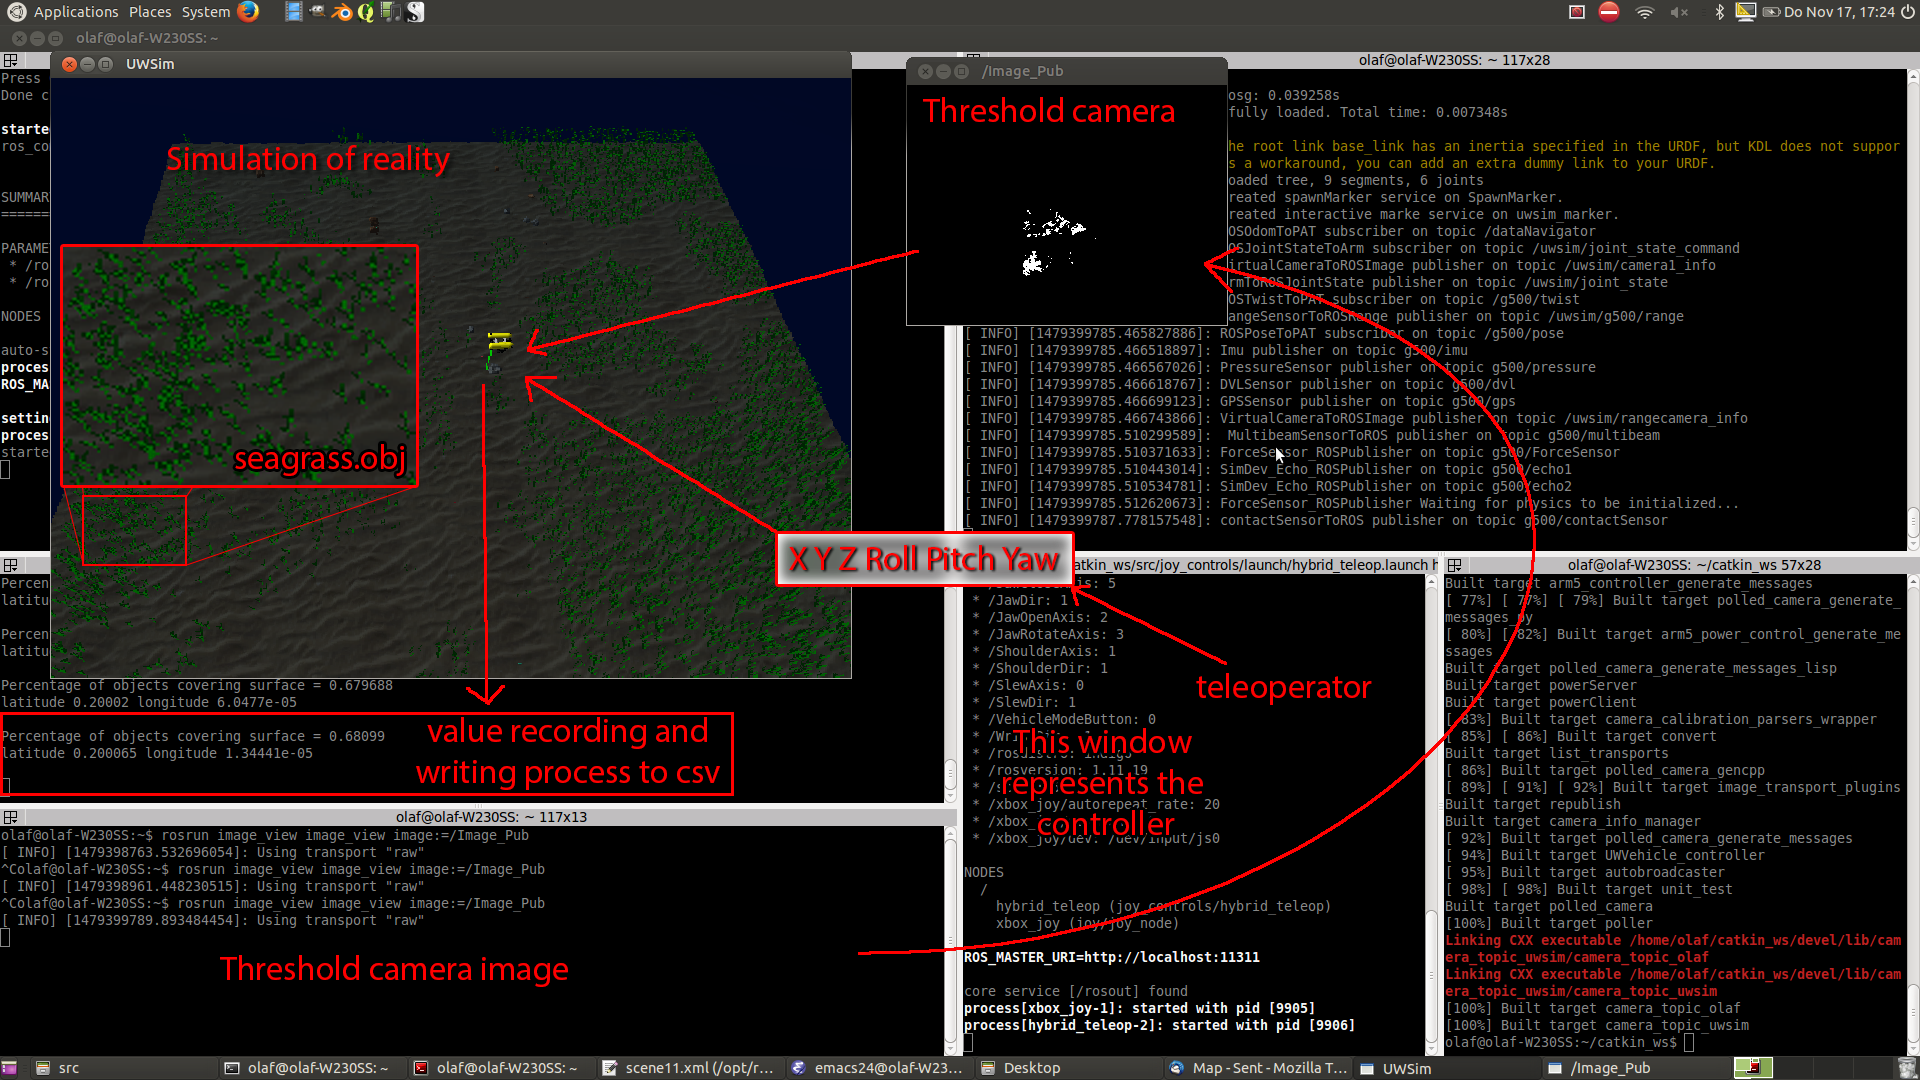 Applications Places System
Do Nov 17, 17:24
olaf@olaf-W230SS: ~
UWSim
/Image_Pub
olaf@olaf-W230SS: ~ 117x28
Press
Done c
starte
ros_co
SUMMAR
=======
PARAME
* /ro
* /ro
NODES
auto-s
proces
ROS_MA
settin
proces
starte
Simulation of reality
seagrass.obj
Threshold camera
osg: 0.039258s
fully loaded. Total time: 0.007348s
he root link base_link has an inertia specified in the URDF, but KDL does not suppor
s a workaround, you can add an extra dummy link to your URDF.
oaded tree, 9 segments, 6 joints
reated spawnMarker service on SpawnMarker.
reated interactive marke service on uwsim_marker.
OSOdomToPAT subscriber on topic /dataNavigator
OSJointStateToArm subscriber on topic /uwsim/joint_state_command
irtualCameraToROSImage publisher on topic /uwsim/camera1_info
rmToROSJointState publisher on topic /uwsim/joint_state
OSTwistToPAT subscriber on topic /g500/twist
angeSensorToROSRange publisher on topic /uwsim/g500/range
[ INFO] [1479399785.465827886]: ROSPoseToPAT subscriber on topic /g500/pose
[ INFO] [1479399785.466518897]: Imu publisher on topic g500/imu
[ INFO] [1479399785.466567026]: PressureSensor publisher on topic g500/pressure
[ INFO] [1479399785.466618767]: DVLSensor publisher on topic g500/dvl
[ INFO] [1479399785.466699123]: GPSSensor publisher on topic g500/gps
[ INFO] [1479399785.466743866]: VirtualCameraToROSImage publisher on topic /uwsim/rangecamera_info
[ INFO] [1479399785.510299589]:  MultibeamSensorToROS publisher on topic g500/multibeam
[ INFO] [1479399785.510371633]: ForceSensor_ROSPublisher on topic g500/ForceSensor
[ INFO] [1479399785.510443014]: SimDev_Echo_ROSPublisher on topic g500/echo1
[ INFO] [1479399785.510534781]: SimDev_Echo_ROSPublisher on topic g500/echo2
[ INFO] [1479399785.512620673]: ForceSensor_ROSPublisher Waiting for physics to be initialized...
[ INFO] [1479399787.778157548]: contactSensorToROS publisher on topic g500/contactSensor
X Y Z Roll Pitch Yaw
Percen
latitu
Percen
latitu
Percentage of objects covering surface = 0.679688
latitude 0.20002 longitude 6.0477e-05
Percentage of objects covering surface = 0.68099
latitude 0.200065 longitude 1.34441e-05
value recording and
writing process to csv
olaf@olaf-W230SS: ~ 117x13
olaf@olaf-W230SS:~$ rosrun image_view image_view image:=/Image_Pub
[ INFO] [1479398763.532696054]: Using transport "raw"
^Colaf@olaf-W230SS:~$ rosrun image_view image_view image:=/Image_Pub
[ INFO] [1479398961.448230515]: Using transport "raw"
^Colaf@olaf-W230SS:~$ rosrun image_view image_view image:=/Image_Pub
[ INFO] [1479399789.893484454]: Using transport "raw"
Threshold camera image
catkin_ws/src/joy_controls/launch/hybrid_teleop.launch h
is: 5
* /JawDir: 1
* /JawOpenAxis: 2
* /JawRotateAxis: 3
* /ShoulderAxis: 1
* /ShoulderDir: 1
* /SlewAxis: 0
* /SlewDir: 1
* /VehicleModeButton: 0
* /rosdistro: indigo
* /rosversion: 1.11.19
* /xbox_joy/autorepeat_rate: 20
* /xbox_joy/dev: /dev/input/js0
teleoperator
This window
represents the
controller
NODES
/
hybrid_teleop (joy_controls/hybrid_teleop)
xbox_joy (joy/joy_node)
ROS_MASTER_URI=http://localhost:11311
core service [/rosout] found
process[xbox_joy-1]: started with pid [9905]
process[hybrid_teleop-2]: started with pid [9906]
olaf@olaf-W230SS: ~/catkin_ws 57x28
Built target arm5_controller_generate_messages
[ 77%] [ 77%] [ 79%] Built target polled_camera_generate_
messages_py
[ 80%] [ 82%] Built target arm5_power_control_generate_me
ssages
Built target polled_camera_generate_messages_lisp
Built target powerServer
Built target powerClient
[ 83%] Built target camera_calibration_parsers_wrapper
[ 85%] [ 86%] Built target convert
Built target list_transports
[ 86%] Built target polled_camera_gencpp
[ 89%] [ 91%] [ 92%] Built target image_transport_plugins
Built target republish
Built target camera_info_manager
[ 92%] Built target polled_camera_generate_messages
[ 94%] Built target UWVehicle_controller
[ 95%] Built target autobroadcaster
[ 98%] [ 98%] Built target unit_test
Built target polled_camera
[100%] Built target poller
Linking CXX executable /home/olaf/catkin_ws/devel/lib/cam
era_topic_uwsim/camera_topic_olaf
Linking CXX executable /home/olaf/catkin_ws/devel/lib/cam
era_topic_uwsim/camera_topic_uwsim
[100%] Built target camera_topic_olaf
[100%] Built target camera_topic_uwsim
olaf@olaf-W230SS:~/catkin_ws$
src
olaf@olaf-W230SS: ~
olaf@olaf-W230SS: ~
scene11.xml (/opt/r...
emacs24@olaf-W23...
Desktop
Map - Sent - Mozilla T...
UWSim
/Image_Pub